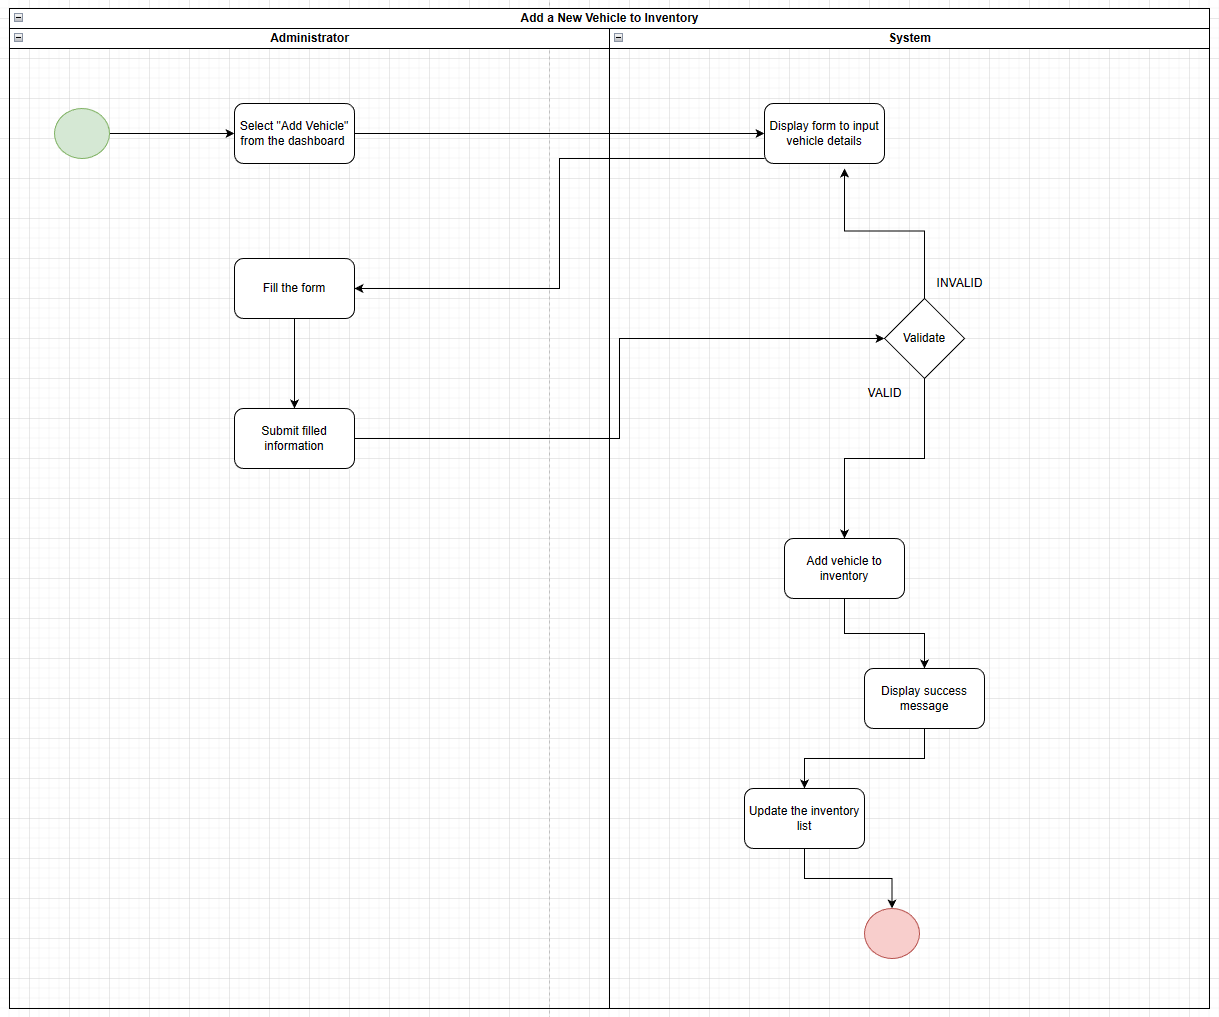 Add a New Vehicle to Inventory
Administrator
System
Select "Add Vehicle"
from the dashboard
Display form to input
vehicle details
Fill the form
INVALID
Validate
VALID
Submit filled
information
Add vehicle to
inventory
Display success
message
Update the inventory
list